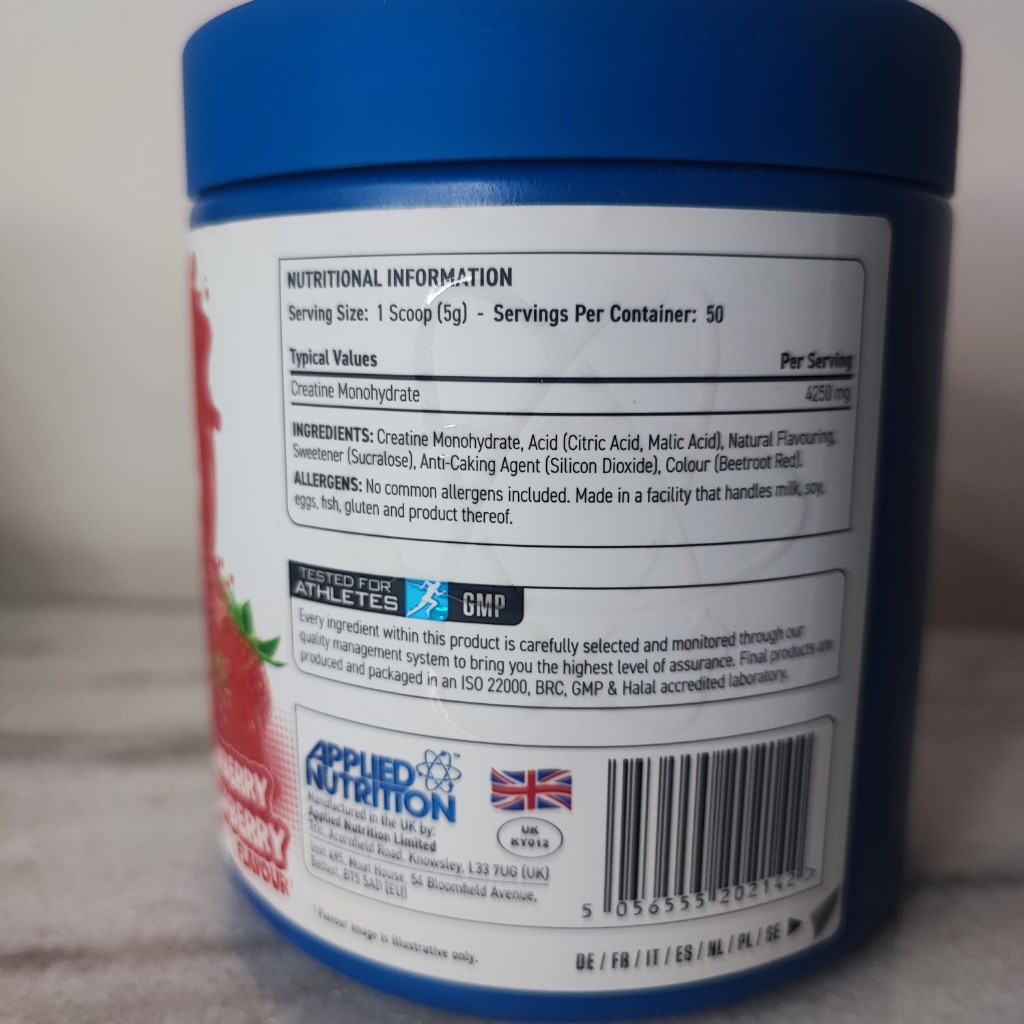 NUTRITIONAL INFORMATION
Serving Size: 1 Scoop (5g) - Servings Per Container: 50
Typical Values Per Serving
Creatine Monohydrate 4250 mg
INGREDIENTS: Creatine Monohydrate, Acid (Citric Acid, Malic Acid), Natural Flavouring,
Sweetener (Sucralose), Anti-Caking Agent (Silicon Dioxide), Colour (Beetroot Red).
ALLERGENS: No common allergens included. Made in a facility that handles milk, soy,
eggs, fish, gluten and product thereof.
TESTED FOR
ATHLETES
GMP
Every ingredient within this product is carefully selected and monitored through our
quality management system to bring you the highest level of assurance. Final products are
produced and packaged in an ISO 22000, BRC, GMP & Halal accredited laboratory.
APPLIED
NUTRITION
TM
Manufactured in the UK by:
Applied Nutrition Limited
Acornfield Road, Knowsley, L33 7UG (UK)
Moat House, 54 Bloomfield Avenue,
Belfast, BT5 5AD (EU)
UK
KY012
5 056555 202142 >
BERRY
BERRY
FLAVOUR
Flavour image is illustrative only.
DE / FR / IT / ES / NL / PL / SE